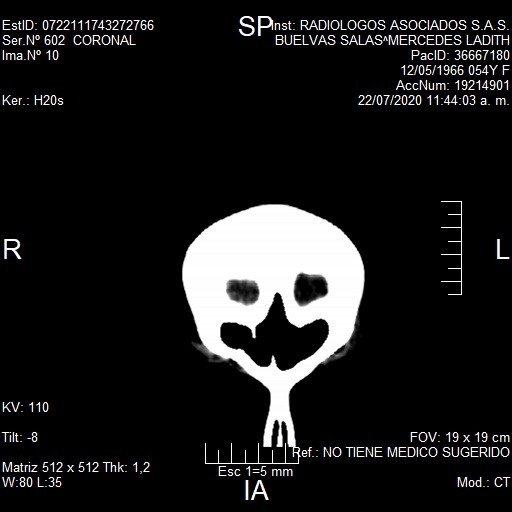 EstID: 0722111743272766
Ser.Nº 602 CORONAL
Ima.Nº 10
Ker.: H20s
SP
Inst: RADIOLOGOS ASOCIADOS S.A.S.
BUELVAS SALAS^MERCEDES LADITH
PacID: 36667180
12/05/1966 054Y F
AccNum: 19214901
22/07/2020 11:44:03 a. m.
R
L
KV: 110
Tilt: -8
Matriz 512 x 512 Thk: 1,2
W:80 L:35
Esc 1=5 mm
IA
FOV: 19 x 19 cm
Ref.: NO TIENE MEDICO SUGERIDO
Mod.: CT